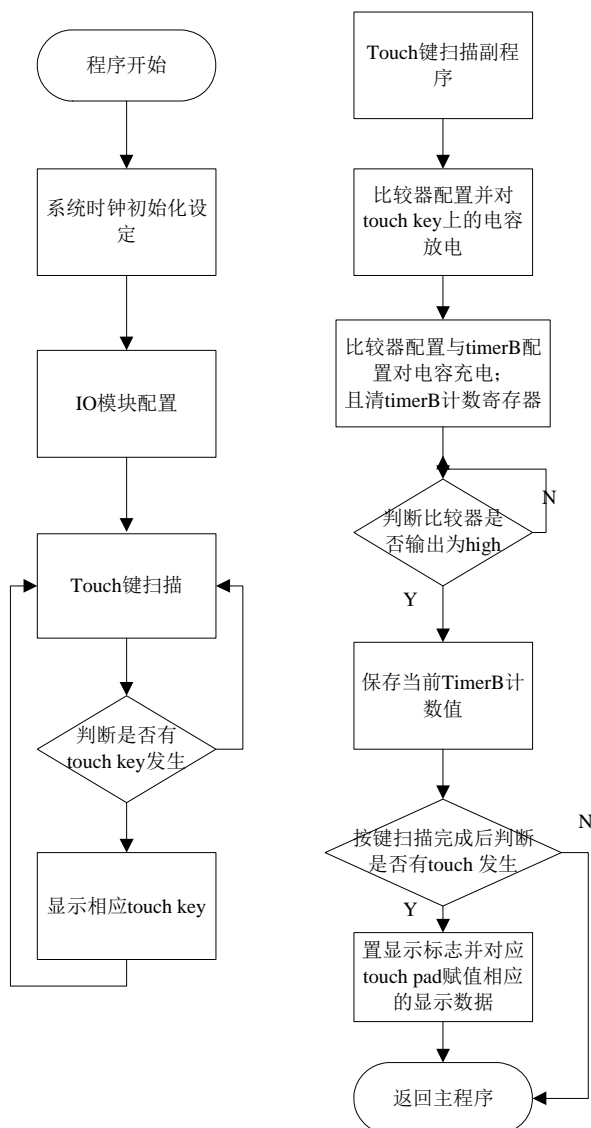 程序开始
系统时钟初始化设
定
IO模块配置
Touch键扫描
判断是否有
touch key发生
显示相应touch key
Touch键扫描副程
序
比较器配置并对
touch key上的电容
放电
比较器配置与timerB配
置对电容充电；
且清timerB计数寄存器
N
判断比较器是
否输出为high
Y
保存当前TimerB计
数值
N
按键扫描完成后判断
是否有touch 发生
Y
置显示标志并对应
touch pad赋值相应
的显示数据
返回主程序